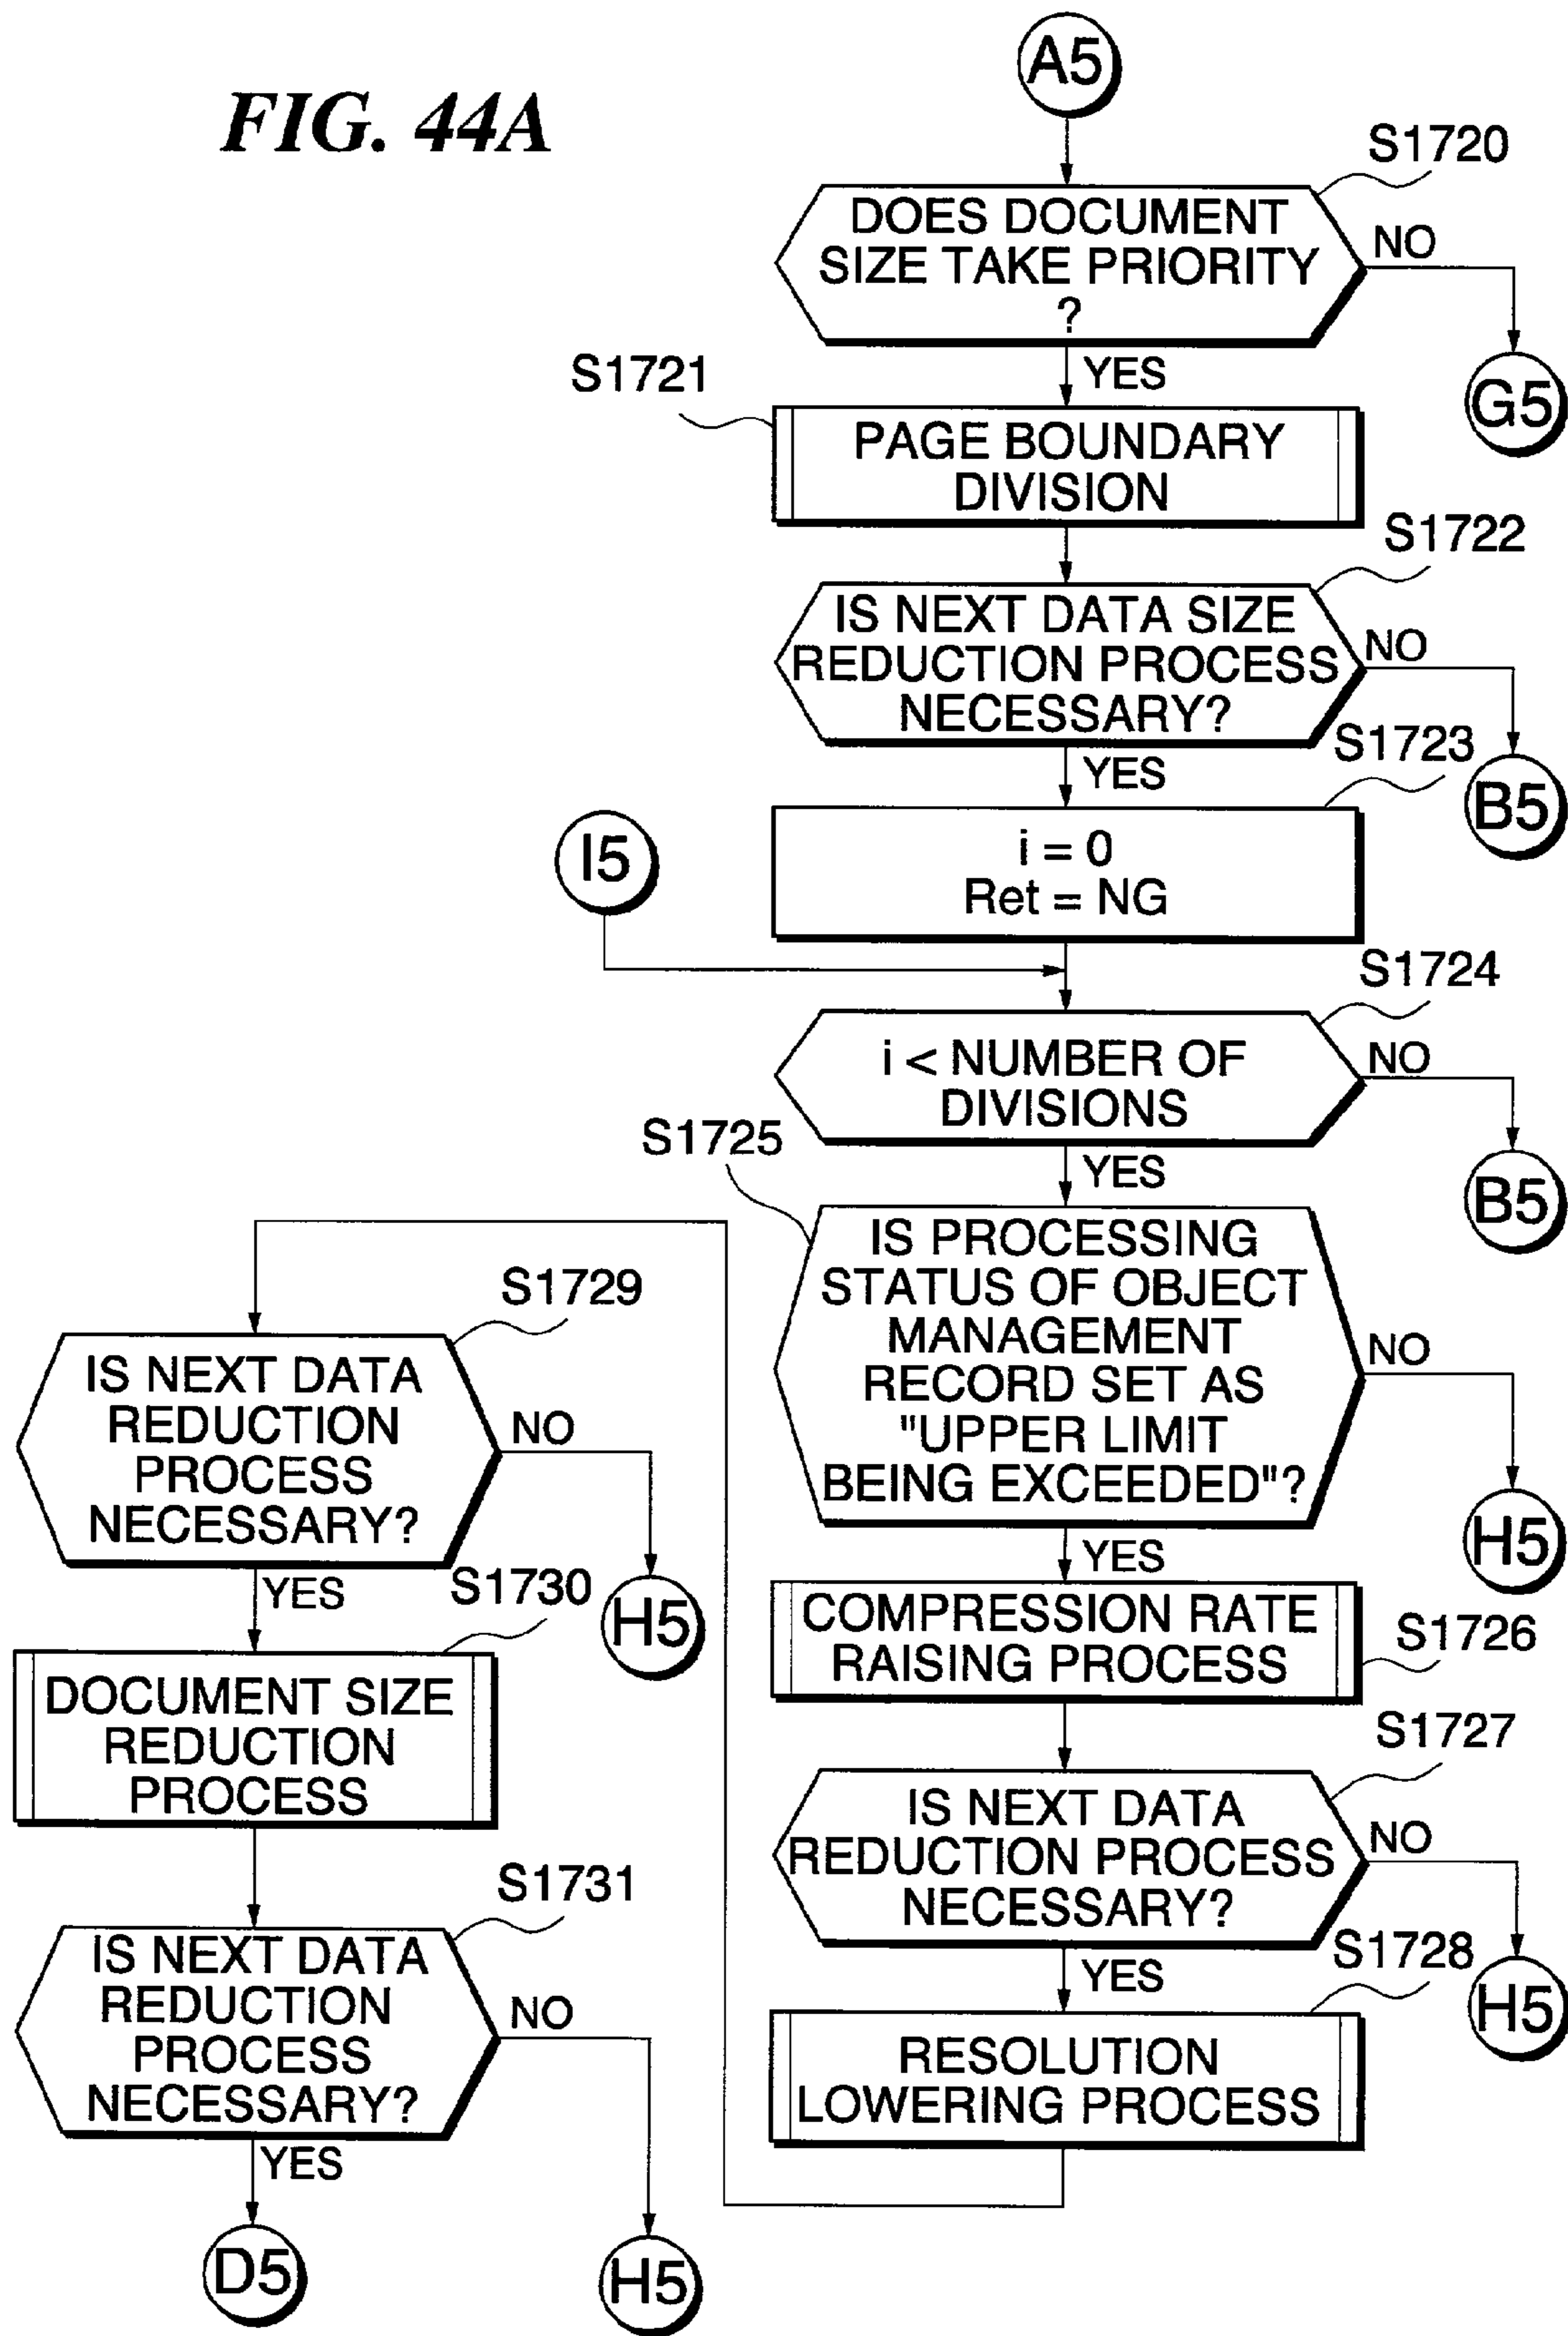 FIG. 44A
A5
S1720
DOES DOCUMENT
SIZE TAKE PRIORITY
?
NO
G5
YES
S1721
PAGE BOUNDARY
DIVISION
S1722
IS NEXT DATA SIZE
REDUCTION PROCESS
NECESSARY?
NO
B5
YES
S1723
i = 0
Ret = NG
I5
S1724
i < NUMBER OF
DIVISIONS
NO
B5
YES
S1725
IS PROCESSING
STATUS OF OBJECT
MANAGEMENT
RECORD SET AS
"UPPER LIMIT
BEING EXCEEDED"?
NO
H5
YES
COMPRESSION RATE
RAISING PROCESS
S1726
S1727
IS NEXT DATA
REDUCTION PROCESS
NECESSARY?
NO
H5
YES
S1728
RESOLUTION
LOWERING PROCESS
S1729
IS NEXT DATA
REDUCTION
PROCESS
NECESSARY?
NO
H5
YES
S1730
DOCUMENT SIZE
REDUCTION
PROCESS
S1731
IS NEXT DATA
REDUCTION
PROCESS
NECESSARY?
NO
H5
YES
D5